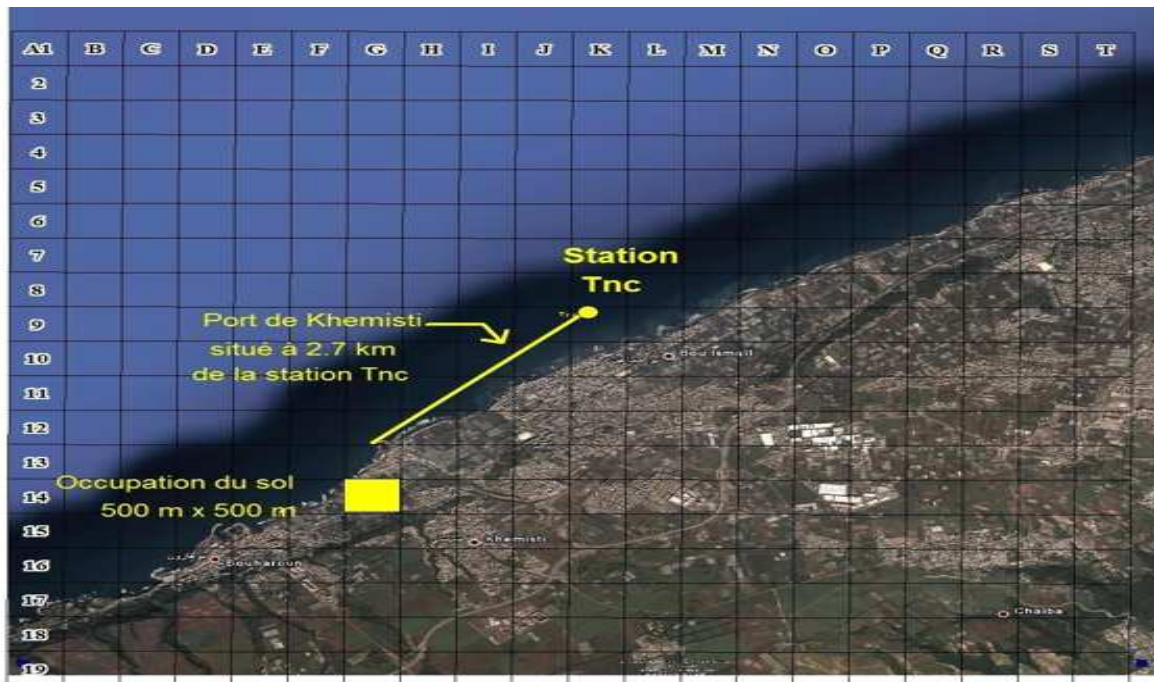 A1 B C D E F G H I J K L M N O P Q R S T
2
3
4
5
6
7
Station
Tnc
8
9
Port de Khemisti
situé à 2.7 km
de la station Tnc
10
Bou Ismail
11
12
13
Occupation du sol
500 m x 500 m
14
15
Khemisti
16
Bouharoun
17
Chaiba
18
19